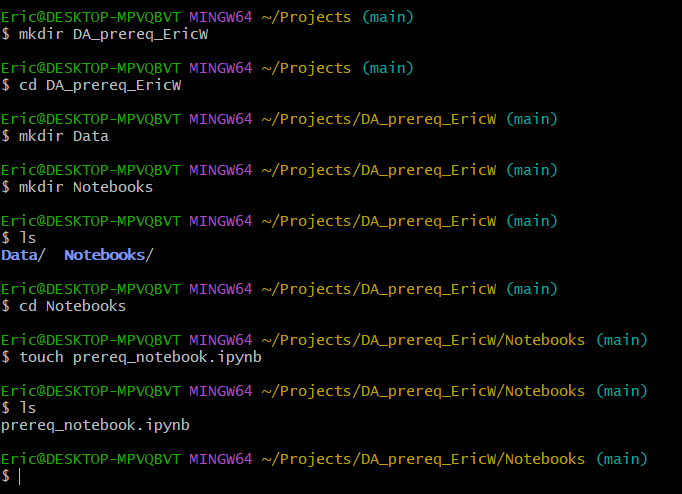 Eric@DESKTOP-MPVQBVT MINGW64 ~/Projects (main)
$ mkdir DA_prereq_EricW
Eric@DESKTOP-MPVQBVT MINGW64 ~/Projects (main)
$ cd DA_prereq_EricW
Eric@DESKTOP-MPVQBVT MINGW64 ~/Projects/DA_prereq_EricW (main)
$ mkdir Data
Eric@DESKTOP-MPVQBVT MINGW64 ~/Projects/DA_prereq_EricW (main)
$ mkdir Notebooks
Eric@DESKTOP-MPVQBVT MINGW64 ~/Projects/DA_prereq_EricW (main)
$ ls
Data/  Notebooks/
Eric@DESKTOP-MPVQBVT MINGW64 ~/Projects/DA_prereq_EricW (main)
$ cd Notebooks
Eric@DESKTOP-MPVQBVT MINGW64 ~/Projects/DA_prereq_EricW/Notebooks (main)
$ touch prereq_notebook.ipynb
Eric@DESKTOP-MPVQBVT MINGW64 ~/Projects/DA_prereq_EricW/Notebooks (main)
$ ls
prereq_notebook.ipynb
Eric@DESKTOP-MPVQBVT MINGW64 ~/Projects/DA_prereq_EricW/Notebooks (main)
$